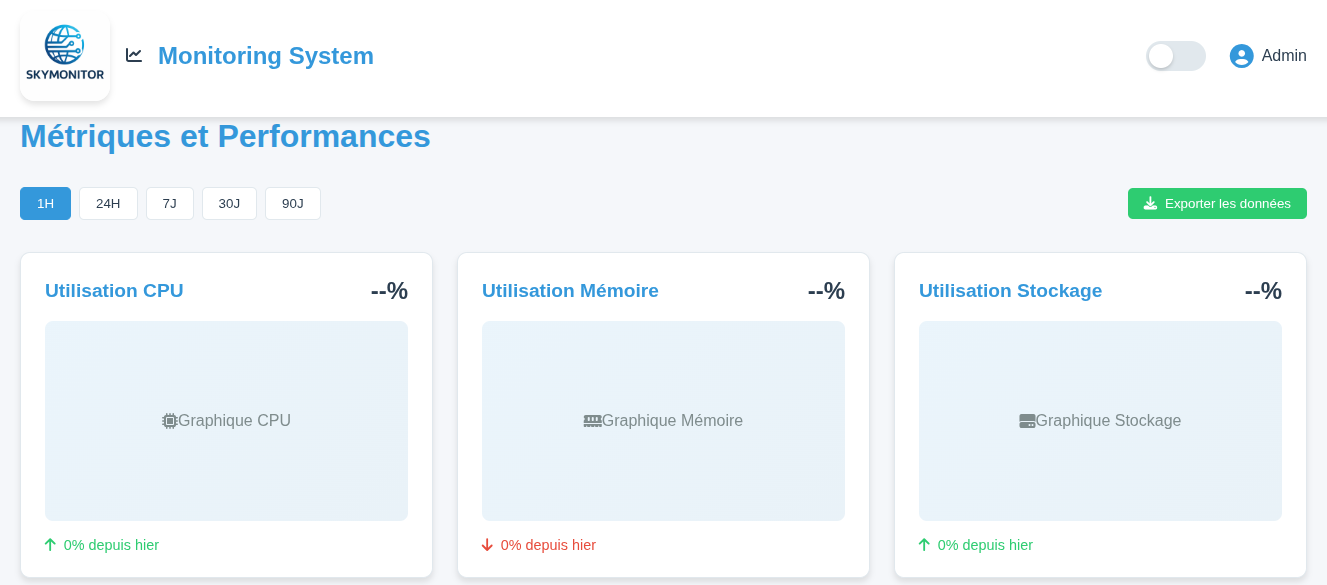 SKYMONITOR
Monitoring System
Admin
Métriques et Performances
1H
24H
7J
30J
90J
Exporter les données
Utilisation CPU
--%
Graphique CPU
0% depuis hier
Utilisation Mémoire
--%
Graphique Mémoire
0% depuis hier
Utilisation Stockage
--%
Graphique Stockage
0% depuis hier